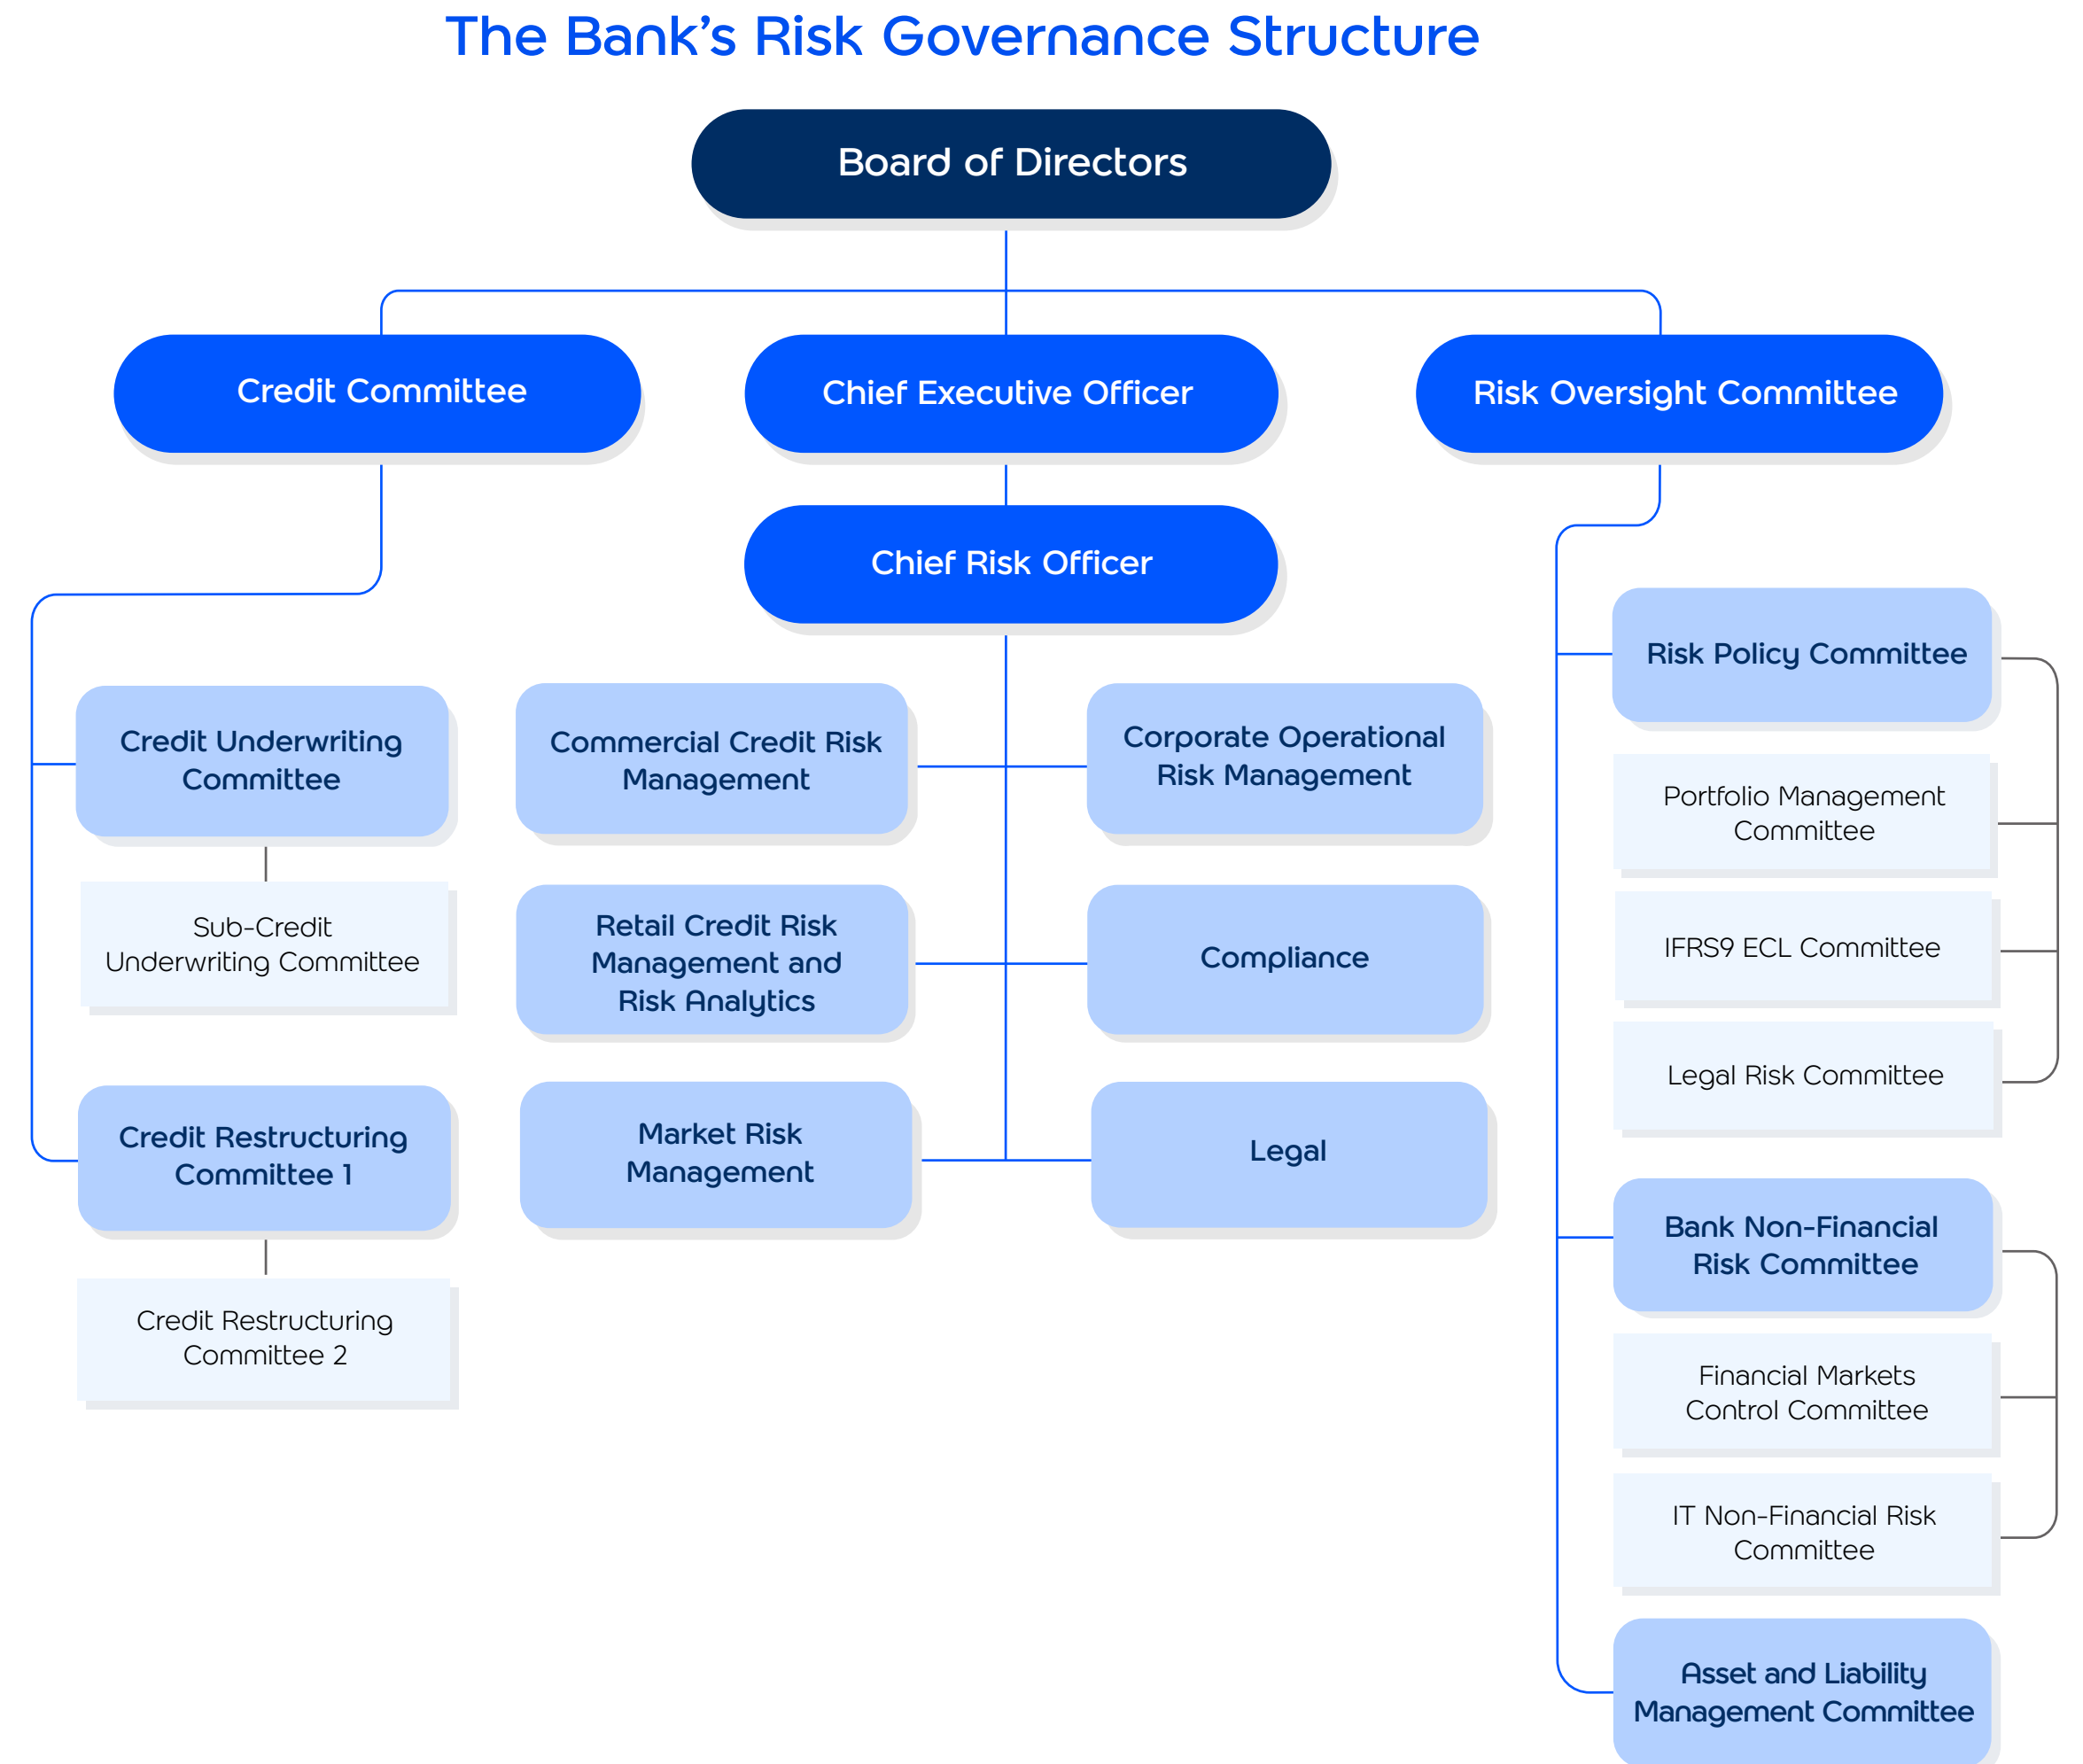 The Bank’s Risk Governance Structure
Board of Directors
Credit Committee
Chief Executive Officer
Risk Oversight Committee
Chief Risk Officer
Credit Underwriting
Committee
Sub-Credit
Underwriting Committee
Credit Restructuring
Committee 1
Credit Restructuring
Committee 2
Commercial Credit Risk
Management
Corporate Operational
Risk Management
Retail Credit Risk
Management and
Risk Analytics
Compliance
Market Risk
Management
Legal
Risk Policy Committee
Portfolio Management
Committee
IFRS9 ECL Committee
Legal Risk Committee
Bank Non-Financial
Risk Committee
Financial Markets
Control Committee
IT Non-Financial Risk
Committee
Asset and Liability
Management Committee